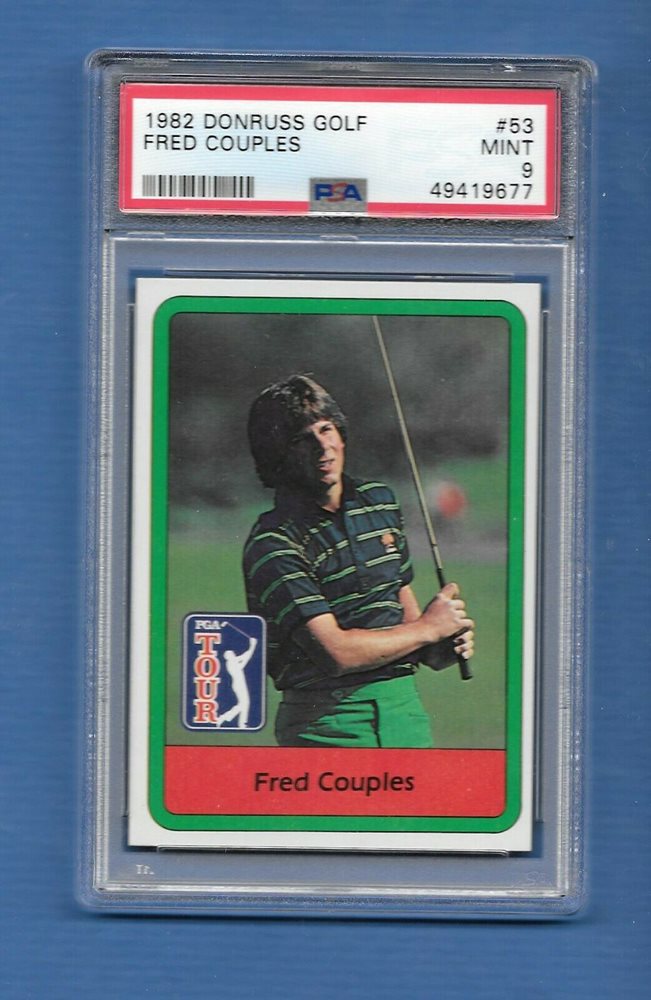 1982 DONRUSS GOLF #53
FRED COUPLES MINT
9
PSA 49419677
PGA
TOUR
Fred Couples